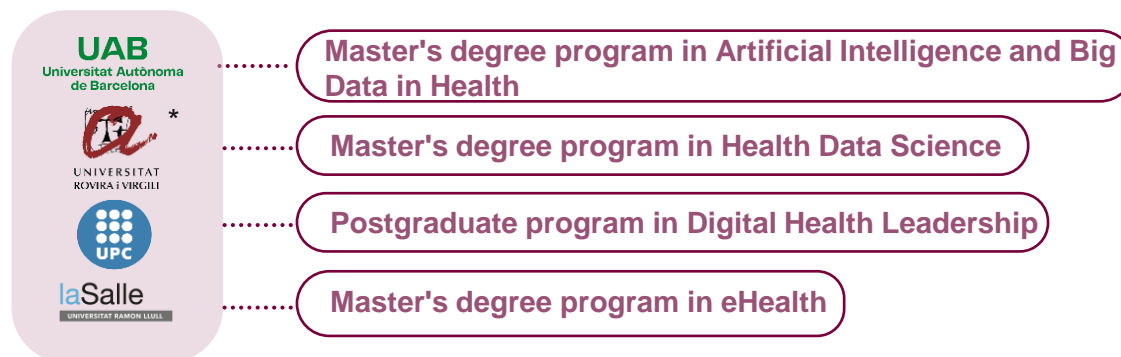 UAB
Universitat Autònoma
de Barcelona
Master's degree program in Artificial Intelligence and Big
Data in Health
*
UNIVERSITAT
ROVIRA i VIRGILI
Master's degree program in Health Data Science
UPC
Postgraduate program in Digital Health Leadership
laSalle
UNIVERSITAT RAMON LLULL
Master's degree program in eHealth